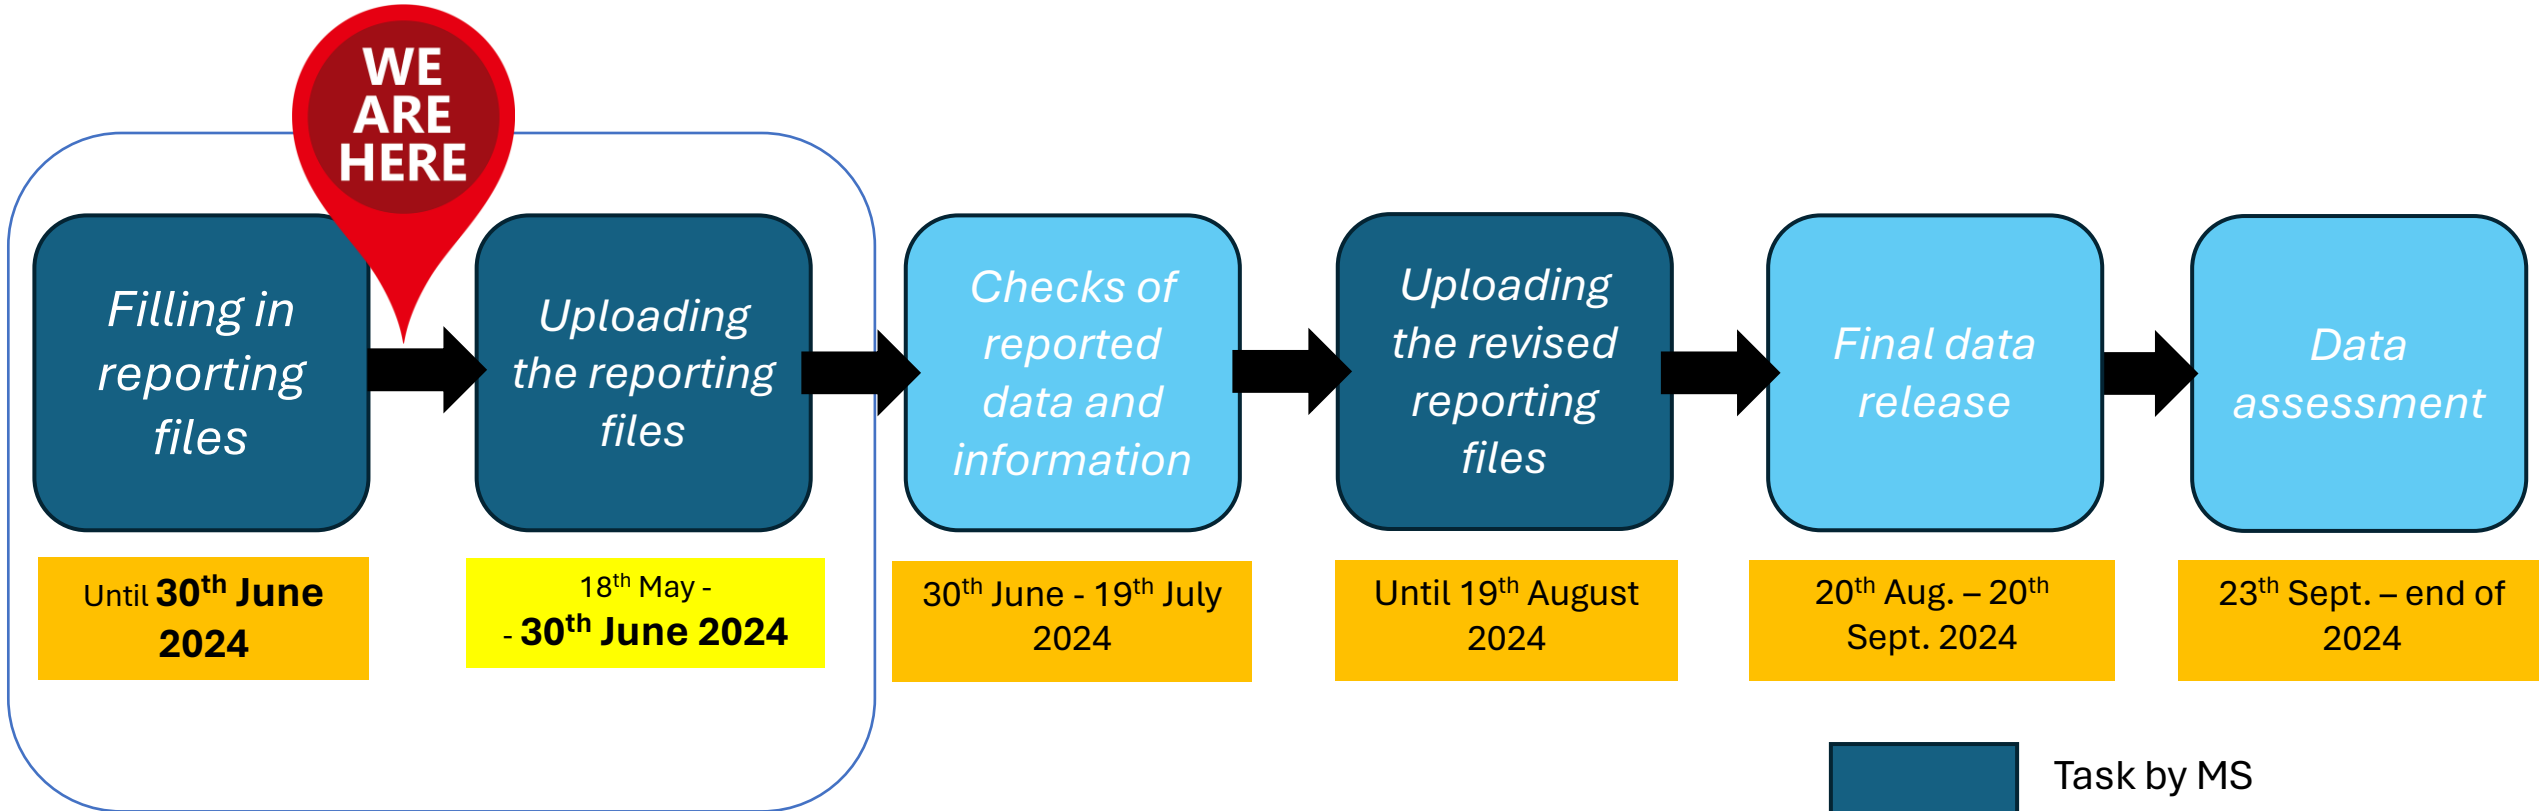 WE
ARE
HERE
Filling in
reporting
files
Uploading
the reporting
files
Checks of
reported
data and
information
Uploading
the revised
reporting
files
Final data
release
Data
assessment
Until 30th June
2024
18th May -
- 30th June 2024
30th June - 19th July
2024
Until 19th August
2024
20th Aug. – 20th
Sept. 2024
23th Sept. – end of
2024
Task by MS